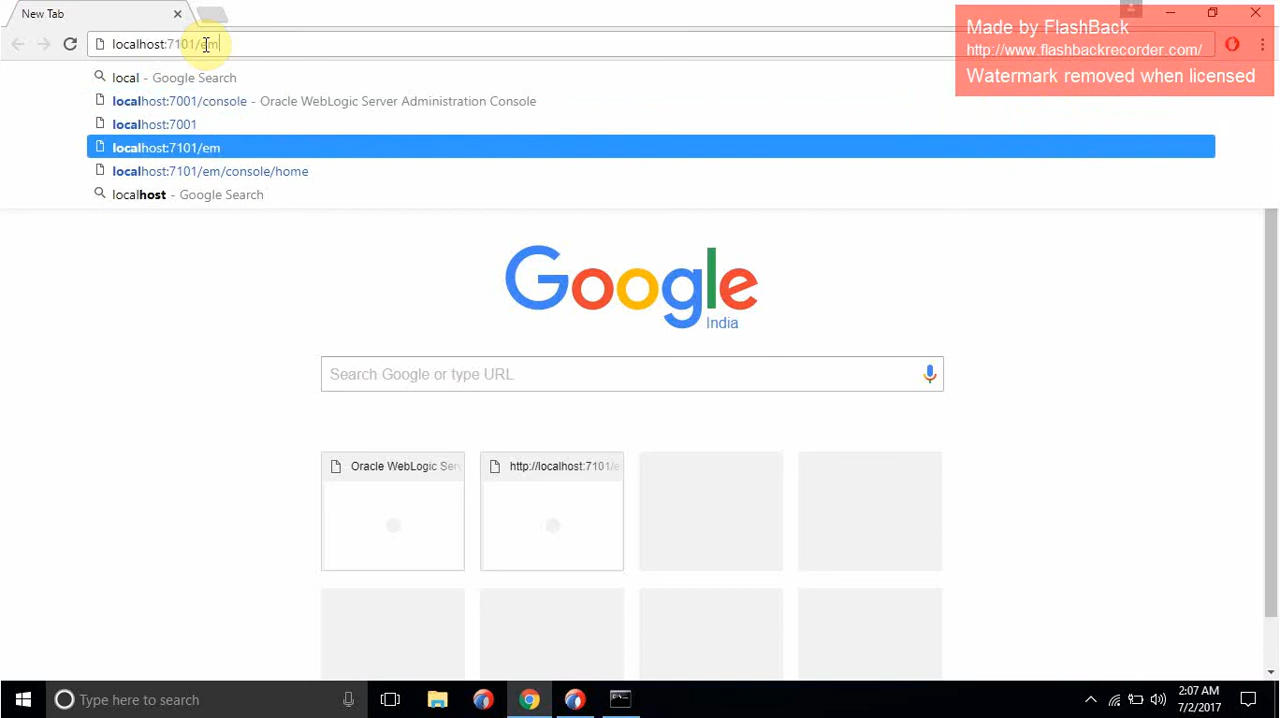 New Tab
Made by FlashBack
http://www.flashbackrecorder.com/
Watermark removed when licensed
localhost:7101/em
local - Google Search
localhost:7001/console - Oracle WebLogic Server Administration Console
localhost:7001
localhost:7101/em
localhost:7101/em/console/home
localhost - Google Search
Google
India
Search Google or type URL
Oracle WebLogic Ser
http://localhost:7101/e
Type here to search
2:07 AM
7/2/2017